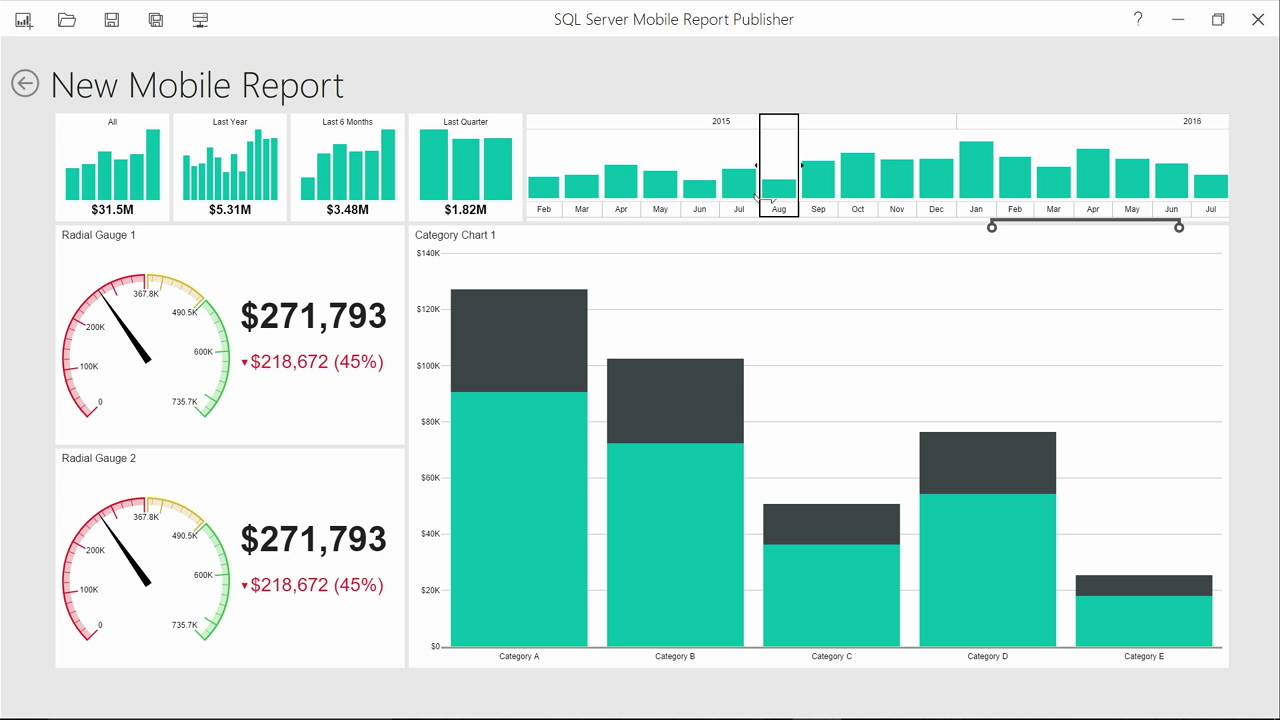 SQL Server Mobile Report Publisher
?
New Mobile Report
All
Last Year
Last 6 Months
Last Quarter
2015
2016
$31.5M
$5.31M
$3.48M
$1.82M
Feb Mar Apr May Jun Jul Aug Sep Oct Nov Dec Jan Feb Mar Apr May Jun Jul
Radial Gauge 1
367.8K
490.5K
200K
600K
100K
0
735.7K
$271,793
▼$218,672 (45%)
Radial Gauge 2
367.8K
490.5K
200K
600K
100K
0
735.7K
$271,793
▼$218,672 (45%)
Category Chart 1
$140K
$120K
$100K
$80K
$60K
$40K
$20K
$0
Category A Category B Category C Category D Category E